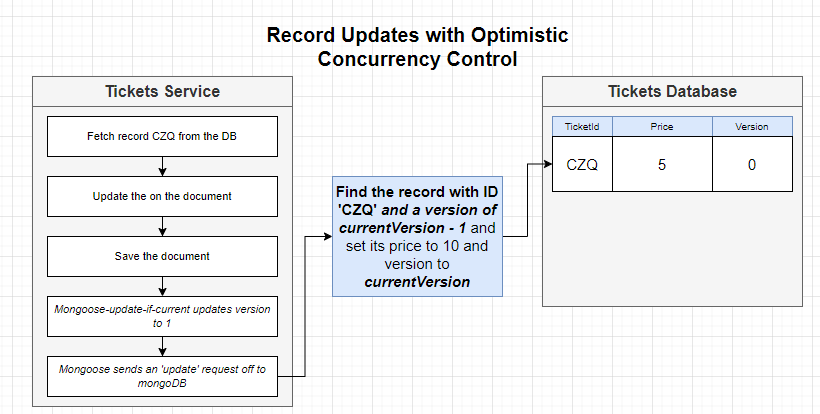 Record Updates with Optimistic
Concurrency Control
Tickets Service
Fetch record CZQ from the DB
Update the on the document
Save the document
Mongoose-update-if-current updates version
to 1
Mongoose sends an 'update' request off to
mongoDB
Find the record with ID
'CZQ' and a version of
currentVersion - 1 and
set its price to 10 and
version to
currentVersion
Tickets Database
TicketId Price Version
CZQ 5 0